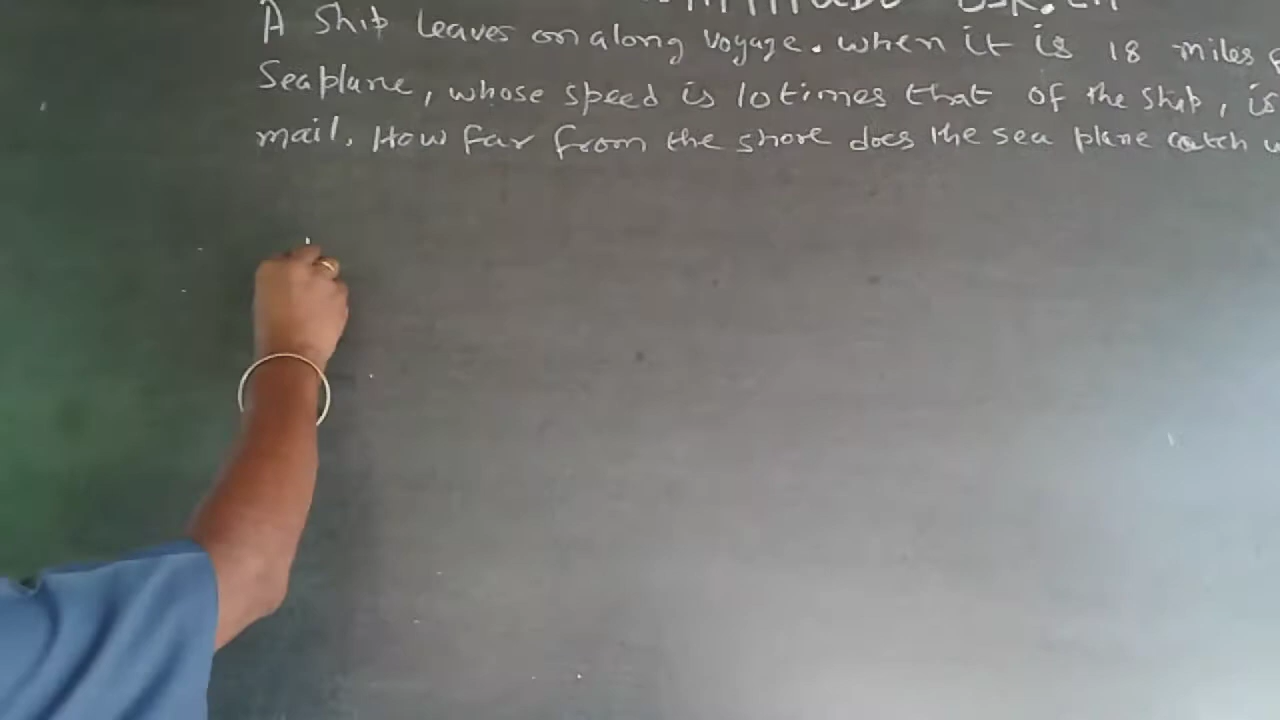 A Ship leaves on along voyage. when it is 18 miles
Seaplane, whose speed is 10 times that of the ship, is
mail. How far from the shore does the sea plane catch